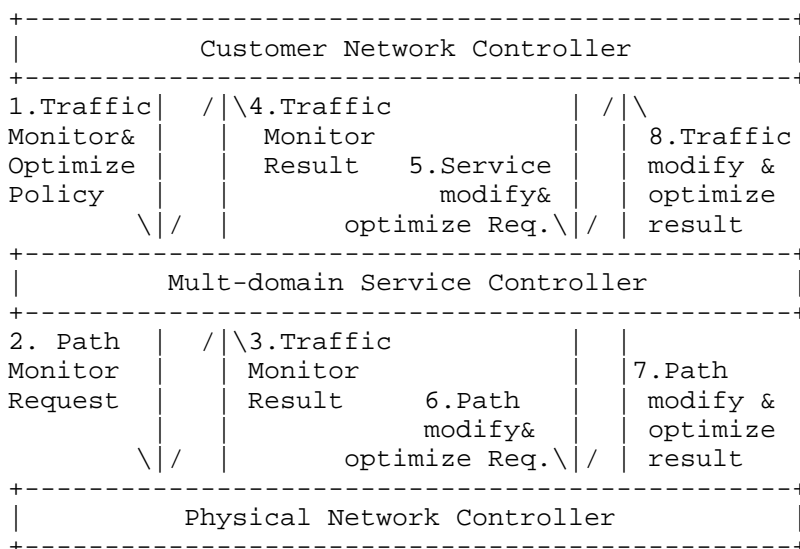 +------------------------------------------------+
|           Customer Network Controller          |
+------------------------------------------------+
1.Traffic|  /|\4.Traffic           | /|\
Monitor& |   |  Monitor            |  | 8.Traffic
Optimize |   |  Result   5.Service |  | modify &
Policy   |   |             modify& |  | optimize
        \|/  |       optimize Req.\|/ | result
+------------------------------------------------+
|         Mult-domain Service Controller         |
+------------------------------------------------+
2. Path  |  /|\3.Traffic           |  |
Monitor  |   | Monitor             |  |7.Path
Request  |   | Result     6.Path   |  | modify &
         |   |            modify&  |  | optimize
        \|/  |       optimize Req.\|/ | result
+------------------------------------------------+
|          Physical Network Controller           |
+------------------------------------------------+